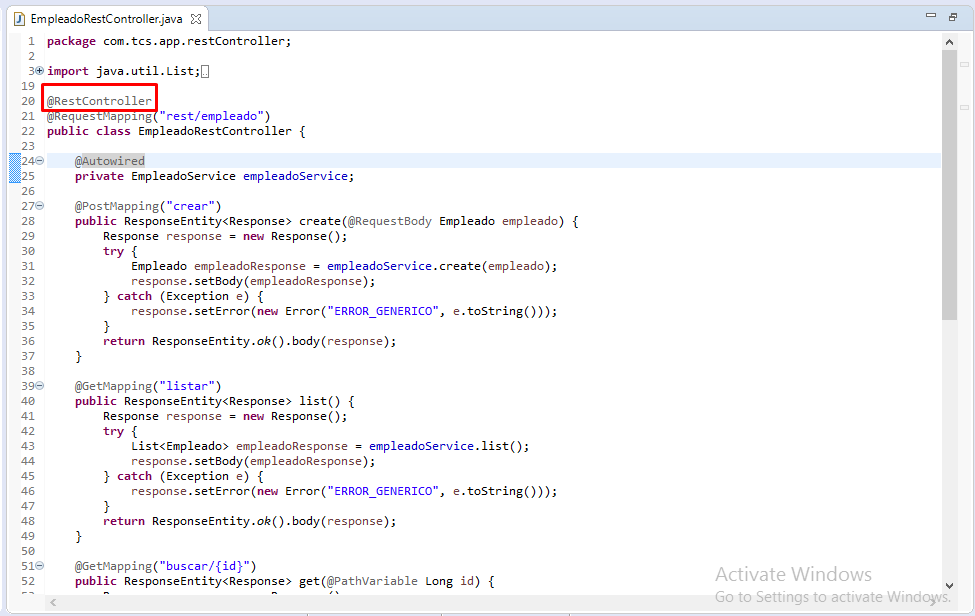 EmpleadoRestController.java
1 package com.tcs.app.restController;
2
3 import java.util.List;
19
20 @RestController
21 @RequestMapping("rest/empleado")
22 public class EmpleadoRestController {
23
24     @Autowired
25     private EmpleadoService empleadoService;
26
27     @PostMapping("crear")
28     public ResponseEntity<Response> create(@RequestBody Empleado empleado) {
29         Response response = new Response();
30         try {
31             Empleado empleadoResponse = empleadoService.create(empleado);
32             response.setBody(empleadoResponse);
33         } catch (Exception e) {
34             response.setError(new Error("ERROR_GENERICO", e.toString()));
35         }
36         return ResponseEntity.ok().body(response);
37     }
38
39     @GetMapping("listar")
40     public ResponseEntity<Response> list() {
41         Response response = new Response();
42         try {
43             List<Empleado> empleadoResponse = empleadoService.list();
44             response.setBody(empleadoResponse);
45         } catch (Exception e) {
46             response.setError(new Error("ERROR_GENERICO", e.toString()));
47         }
48         return ResponseEntity.ok().body(response);
49     }
50
51     @GetMapping("buscar/{id}")
52     public ResponseEntity<Response> get(@PathVariable Long id) {
Activate Windows
Go to Settings to activate Windows.